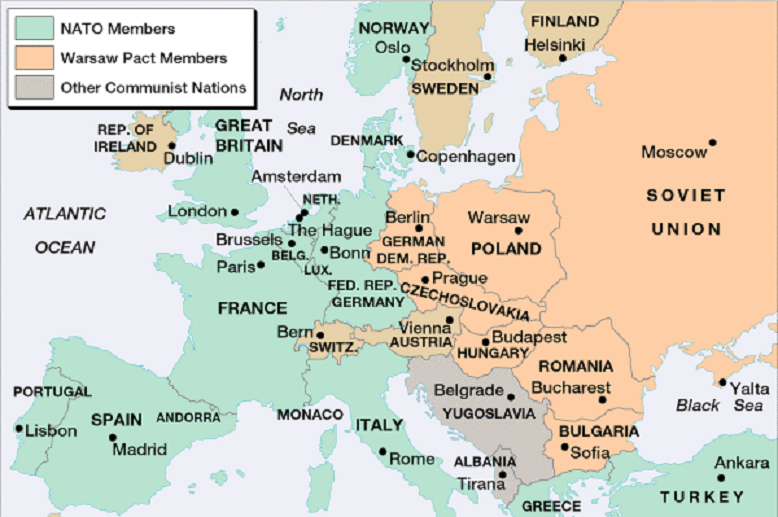 NATO Members
Warsaw Pact Members
Other Communist Nations
NORWAY
Oslo
FINLAND
Helsinki
Stockholm
SWEDEN
North
Sea
REP. OF
IRELAND
Dublin
GREAT
BRITAIN
DENMARK
Copenhagen
Moscow
SOVIET
UNION
Amsterdam
NETH.
ATLANTIC
OCEAN
London
The Hague
Berlin
GERMAN
DEM. REP.
Warsaw
POLAND
Brussels
BELG.
Bonn
Paris
LUX.
FED. REP.
GERMANY
Prague
CZECHOSLOVAKIA
FRANCE
Bern
SWITZ.
Vienna
AUSTRIA
Budapest
HUNGARY
ROMANIA
Bucharest
Yalta
Black Sea
Belgrade
YUGOSLAVIA
PORTUGAL
Lisbon
SPAIN
Madrid
ANDORRA
MONACO
ITALY
Rome
BULGARIA
Sofia
ALBANIA
Tirana
GREECE
Ankara
TURKEY